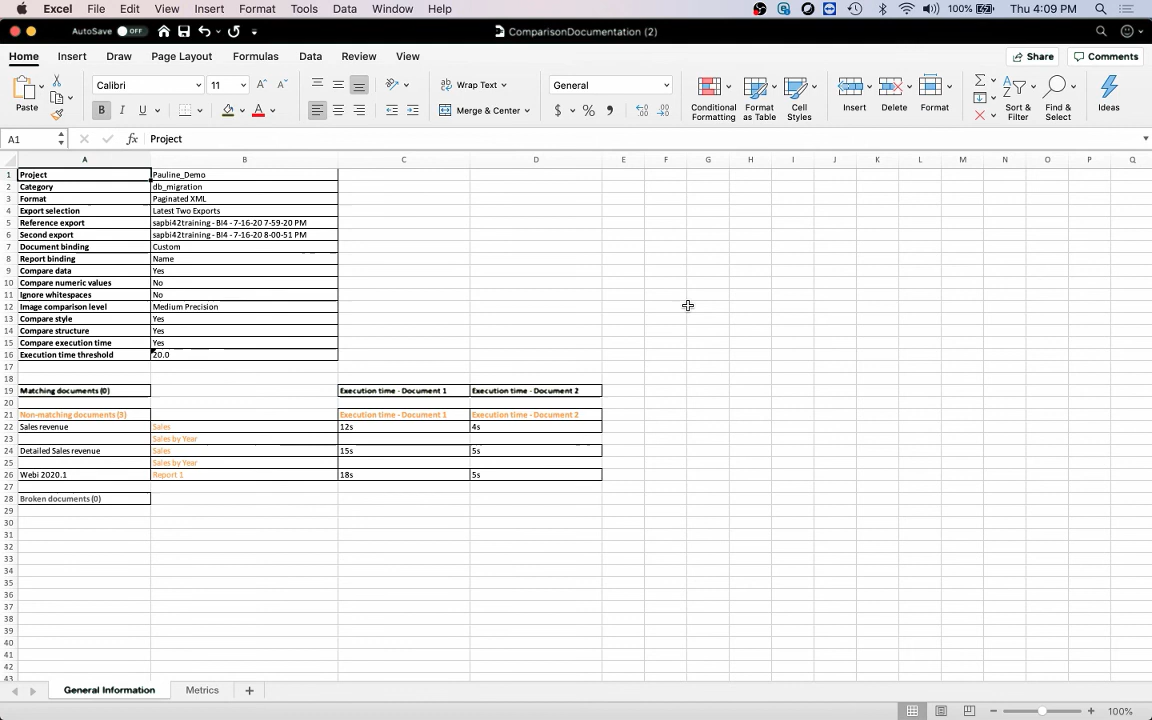 Excel File Edit View Insert Format Tools Data Window Help 100% Thu 4:09 PM
AutoSave OFF ComparisonDocumentation (2)
Home Insert Draw Page Layout Formulas Data Review View Share Comments
Paste Calibri 11 Wrap Text General Conditional Formatting Format as Table Cell Styles Insert Delete Format Sort & Filter Find & Select Ideas
B I U Merge & Center $ %
A1 fx Project
A B C D E F G H I J K L M N O P Q
1 Project Pauline_Demo
2 Category db_migration
3 Format Paginated XML
4 Export selection Latest Two Exports
5 Reference export sapbi42training - BI4 - 7-16-20 7-59-20 PM
6 Second export sapbi42training - BI4 - 7-16-20 8-00-51 PM
7 Document binding Custom
8 Report binding Name
9 Compare data Yes
10 Compare numeric values No
11 Ignore whitespaces No
12 Image comparison level Medium Precision
13 Compare style Yes
14 Compare structure Yes
15 Compare execution time Yes
16 Execution time threshold 20.0
17
18
19 Matching documents (0) Execution time - Document 1 Execution time - Document 2
20
21 Non-matching documents (3) Execution time - Document 1 Execution time - Document 2
22 Sales revenue Sales 12s 4s
23 Sales by Year
24 Detailed Sales revenue Sales 15s 5s
25 Sales by Year
26 Webi 2020.1 Report 1 18s 5s
27
28 Broken documents (0)
29
30
31
32
33
34
35
36
37
38
39
40
41
42
43
General Information Metrics
100%